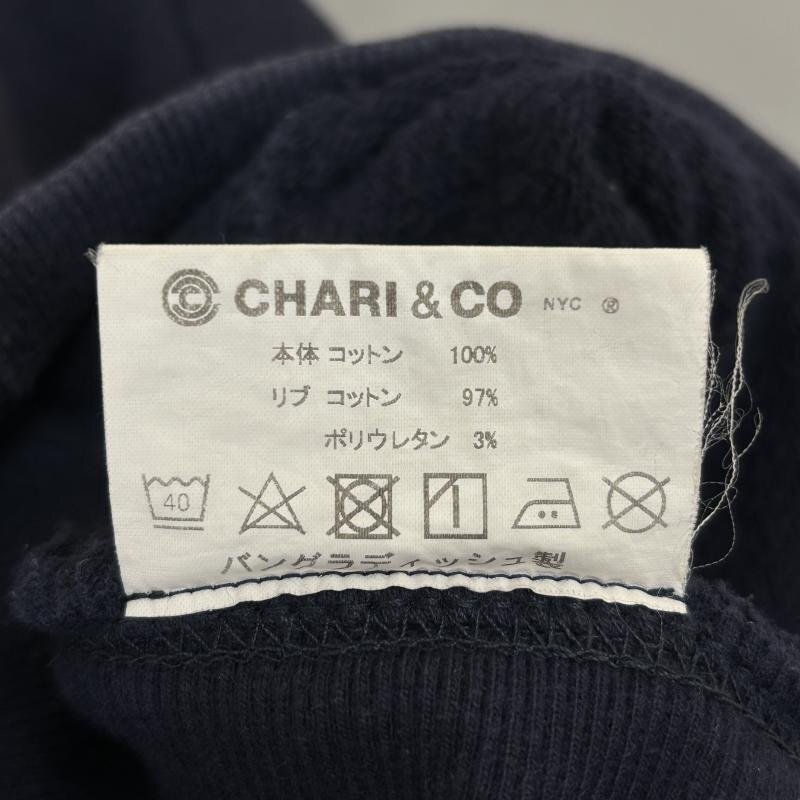 CHARI & CO NYC ®
本体 コットン 100%
リブ コットン 97%
ポリウレタン 3%
40
バングラディッシュ製